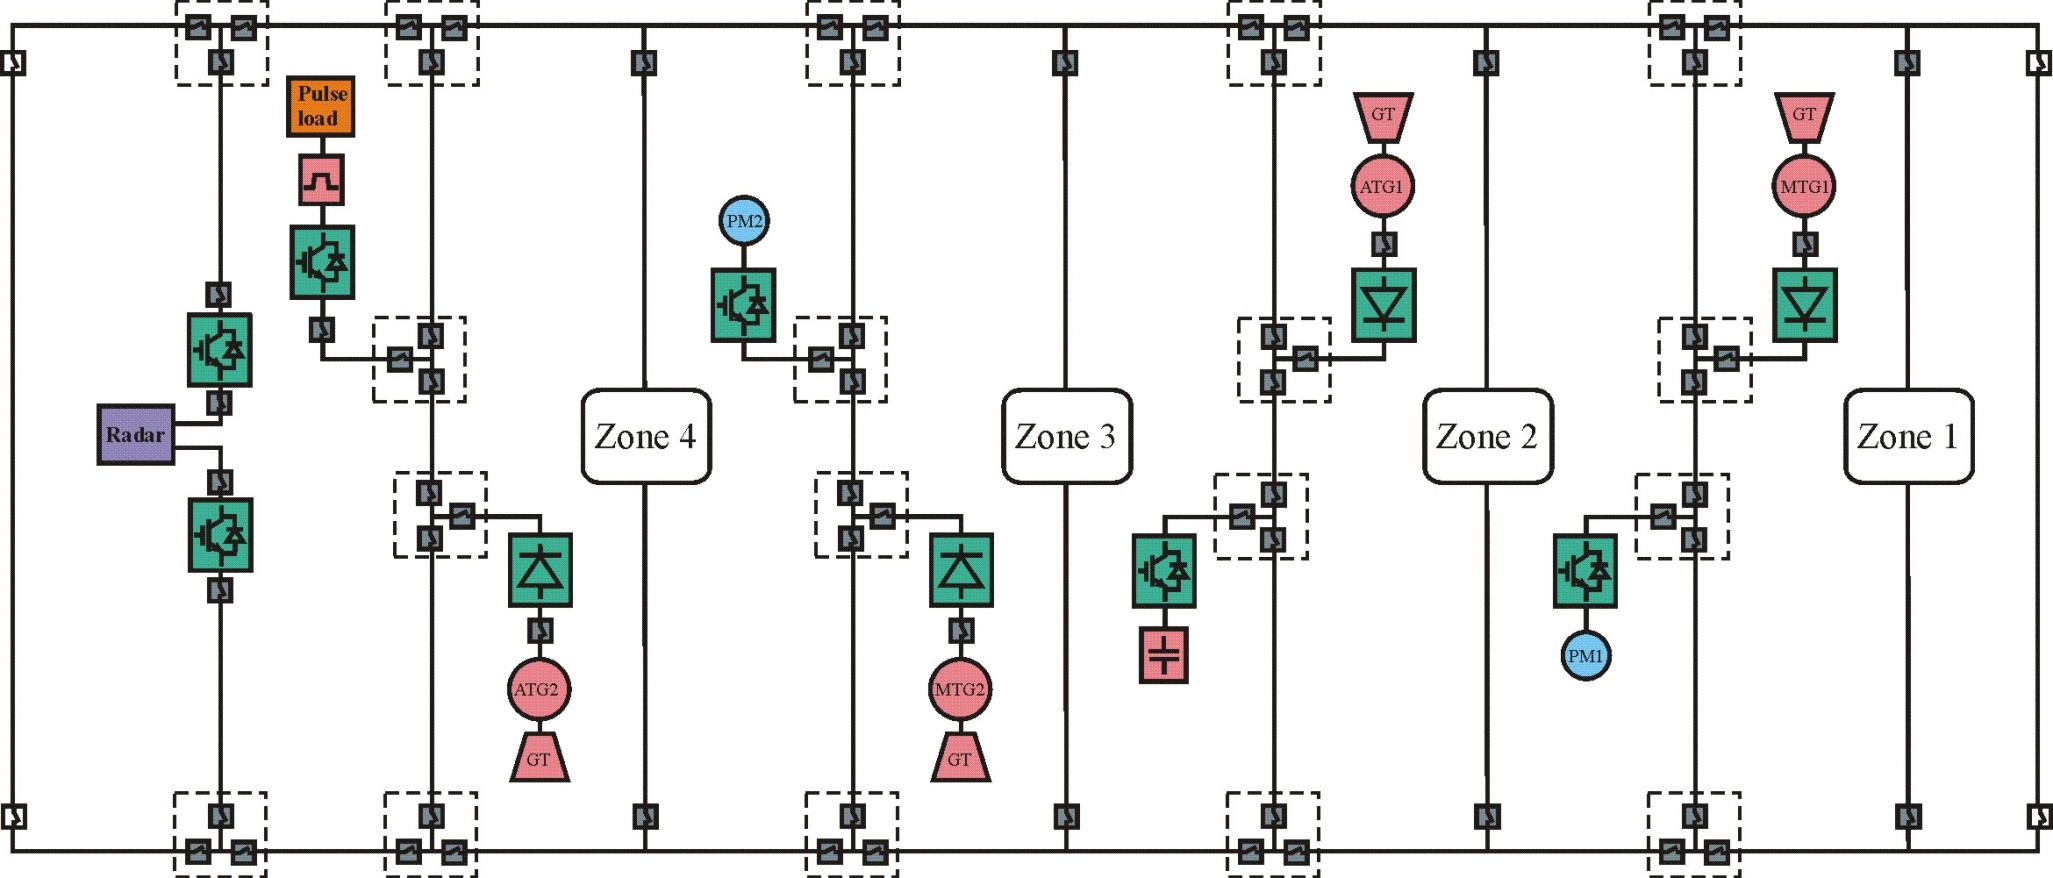 Pulse
load
GT
GT
ATG1
MTG1
PM2
Radar
Zone 4
Zone 3
Zone 2
Zone 1
PM1
ATG2
MTG2
GT
GT